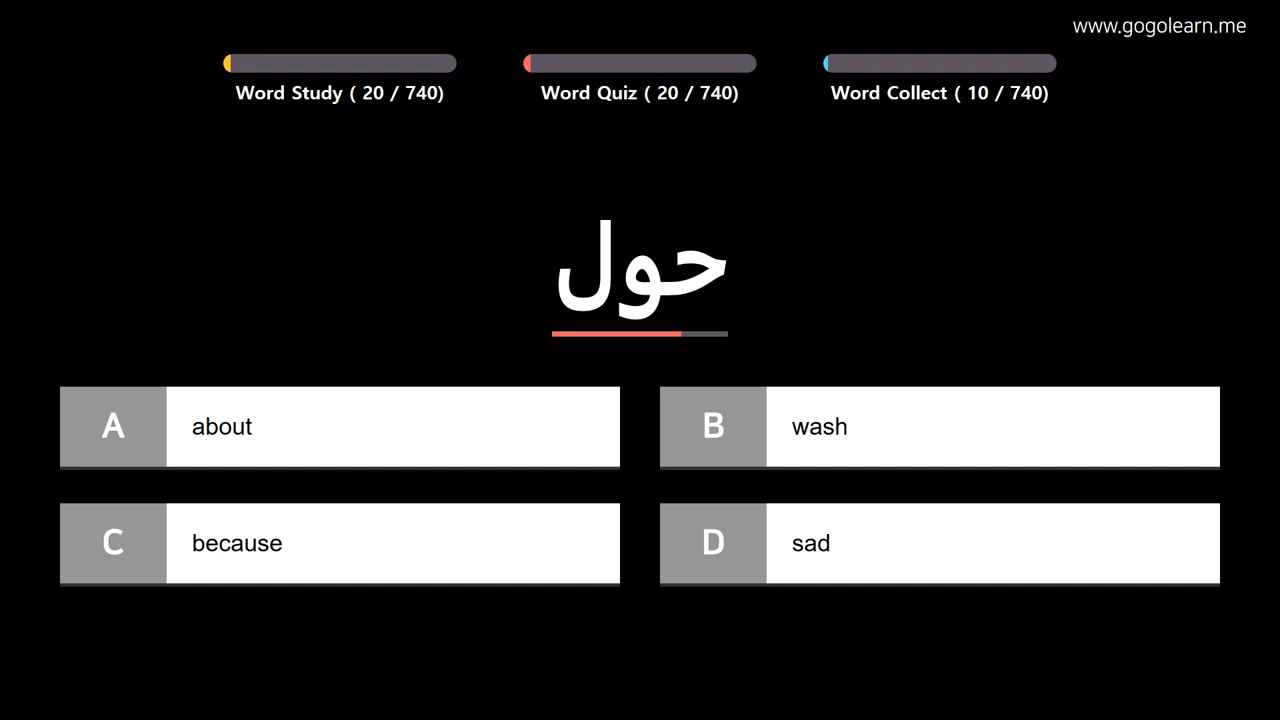 www.gogolearn.me
Word Study ( 20 / 740)
Word Quiz ( 20 / 740)
Word Collect ( 10 / 740)
حول
A about
B wash
C because
D sad